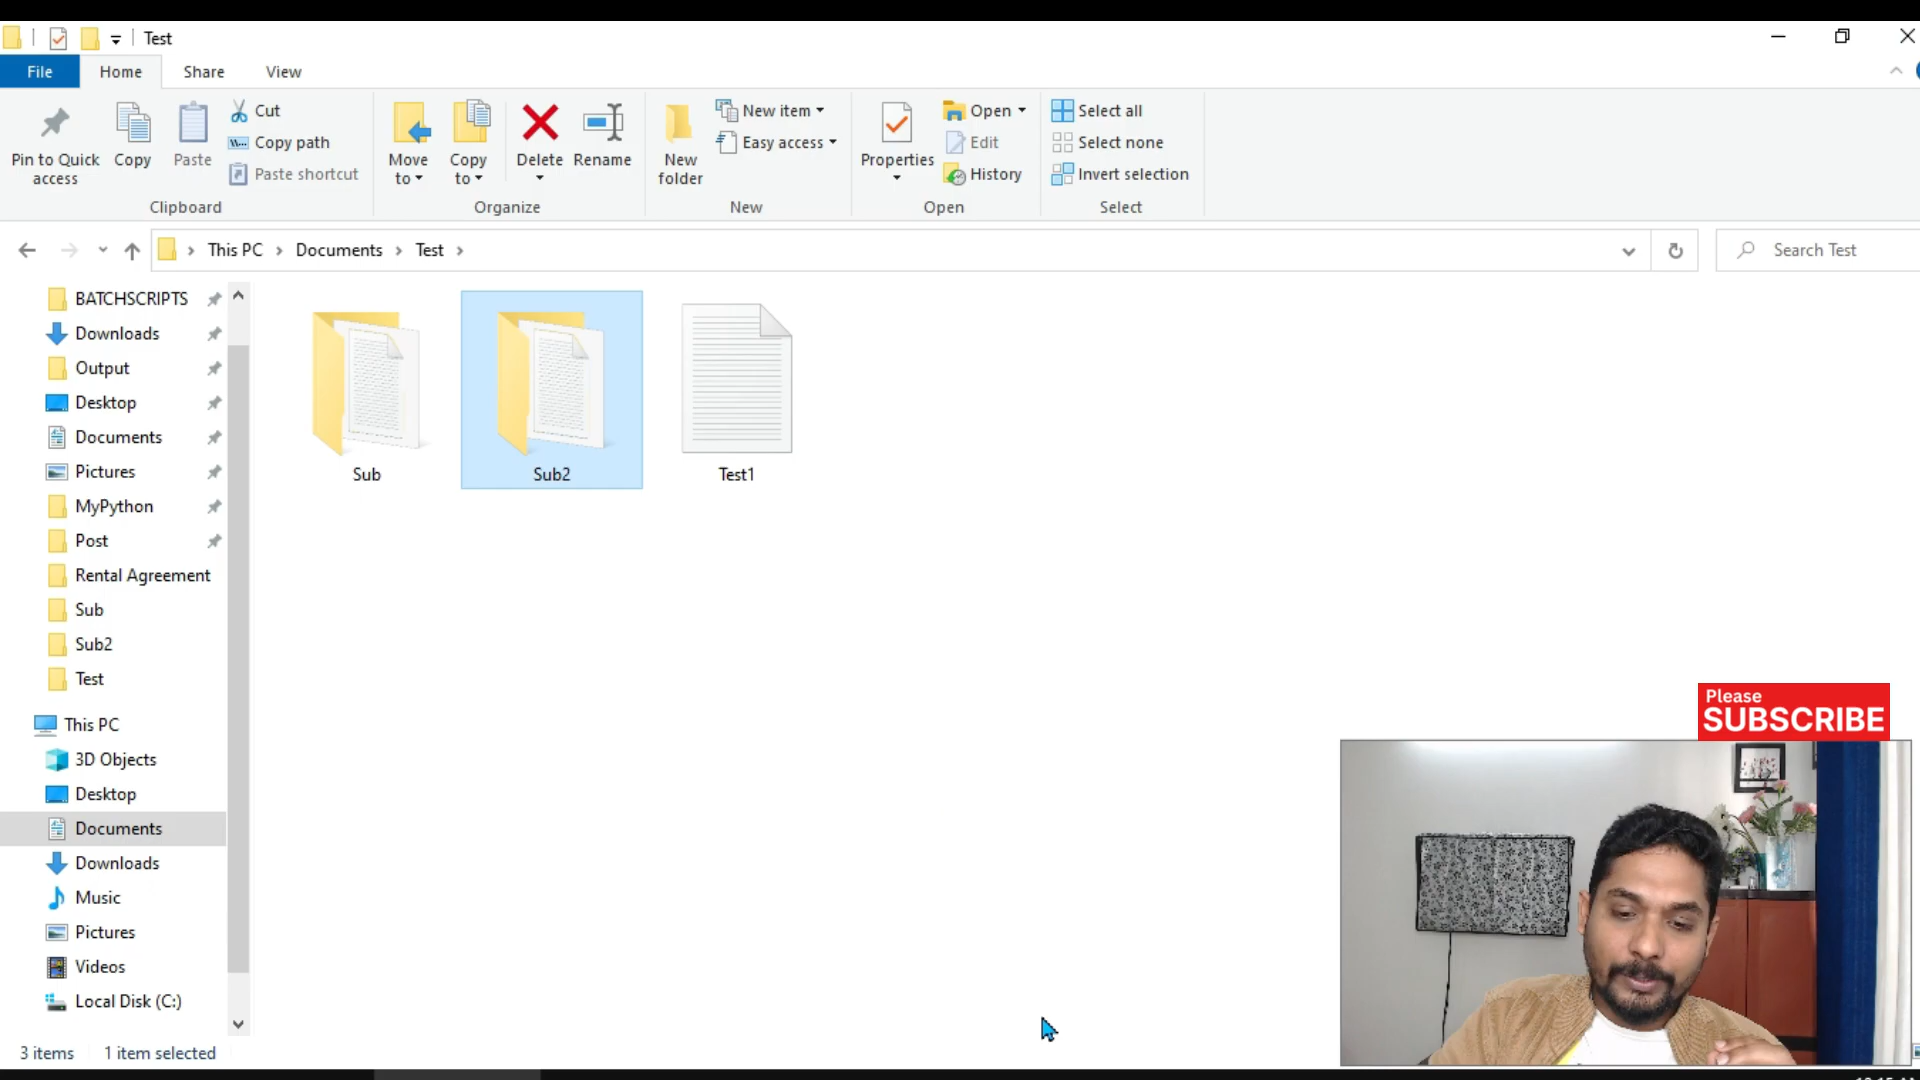 Test
File
Home
Share
View
Pin to Quick
access
Copy
Paste
Cut
Copy path
Paste shortcut
Clipboard
Move
to
Copy
to
Delete
Rename
Organize
New
folder
New item
Easy access
New
Properties
Open
Edit
History
Open
Select all
Select none
Invert selection
Select
This PC > Documents > Test >
Search Test
BATCHSCRIPTS
Downloads
Output
Desktop
Documents
Pictures
MyPython
Post
Rental Agreement
Sub
Sub2
Test
This PC
3D Objects
Desktop
Documents
Downloads
Music
Pictures
Videos
Local Disk (C:)
Sub
Sub2
Test1
Please
SUBSCRIBE
3 items
1 item selected